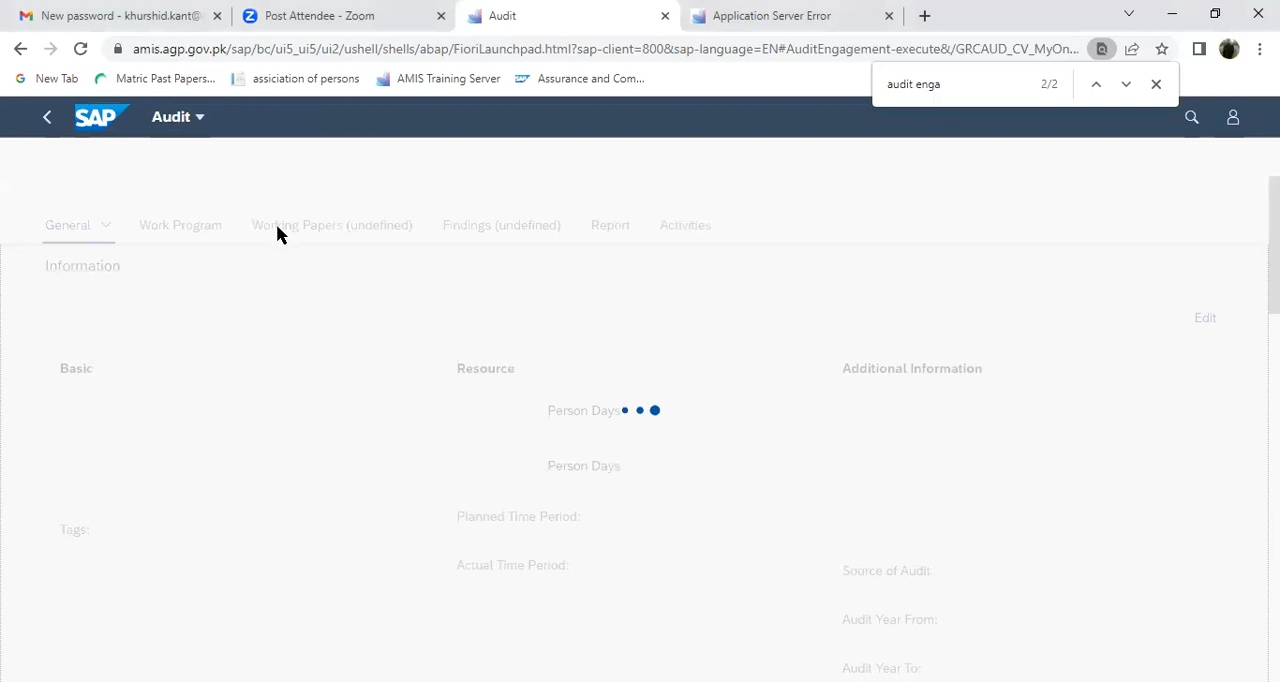 New password - khurshid.kant@
Post Attendee - Zoom
Audit
Application Server Error
amis.agp.gov.pk/sap/bc/ui5_ui5/ui2/ushell/shells/abap/FioriLaunchpad.html?sap-client=800&sap-language=EN#AuditEngagement-execute&/GRCAUD_CV_MyOn...
New Tab
Matric Past Papers...
assiciation of persons
AMIS Training Server
Assurance and Com...
audit enga
2/2
SAP
Audit
General
Work Program
Working Papers (undefined)
Findings (undefined)
Report
Activities
Information
Edit
Basic
Resource
Additional Information
Person Days
Person Days
Planned Time Period:
Tags:
Actual Time Period:
Source of Audit:
Audit Year From:
Audit Year To: